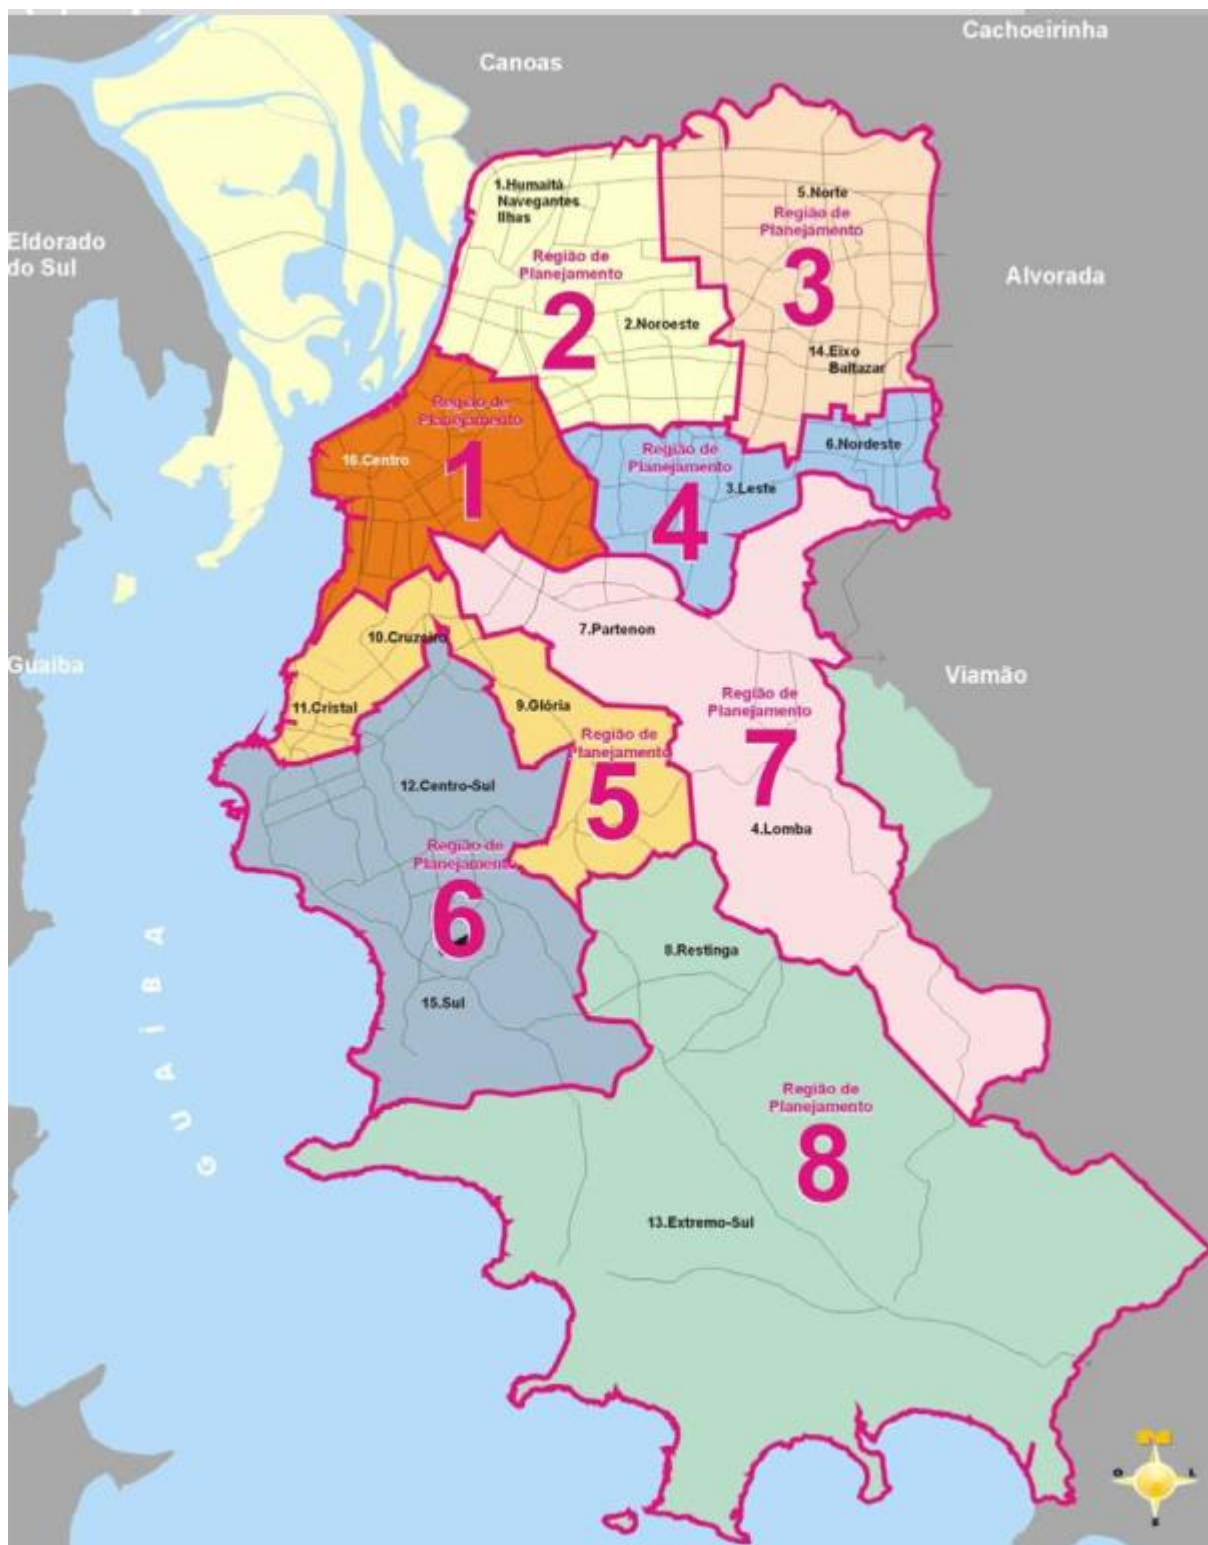 Cachoeirinha
Canoas
1.Humaitá
Navegantes
Ilhas
5.Norte
Região de
Planejamento
3
Eldorado
do Sul
Região de
Planejamento
2
Alvorada
2.Noroeste
14.Eixo
Baltazar
Região de
Planejamento
1
16.Centro
Região de
Planejamento
4
6.Nordeste
3.Leste
7.Partenon
10.Cruzeiro
Guaiba
Viamão
11.Cristal
9.Glória
Região de
Planejamento
7
Região de
Planejamento
5
12.Centro-Sul
4.Lomba
Região de
Planejamento
6
8.Restinga
15.Sul
GUAÍBA
Região de
Planejamento
8
13.Extremo-Sul
N
O L
E